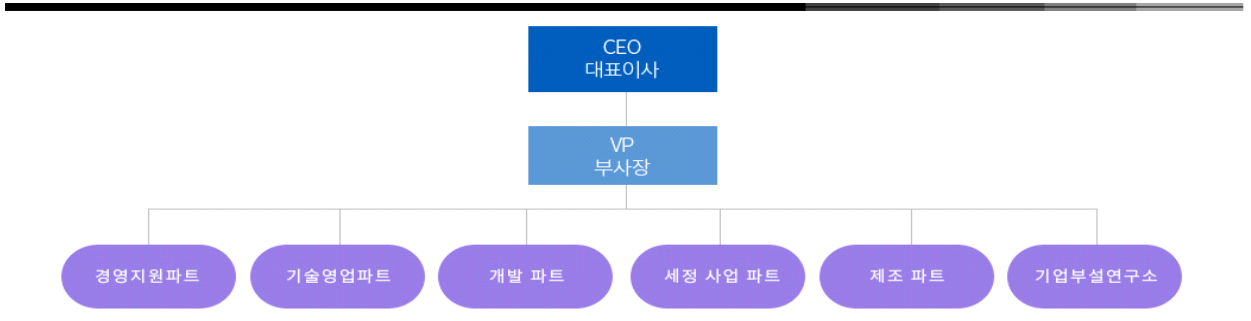 CEO
대표이사
VP
부사장
경영지원파트
기술영업파트
개발 파트
세정 사업 파트
제조 파트
기업부설연구소